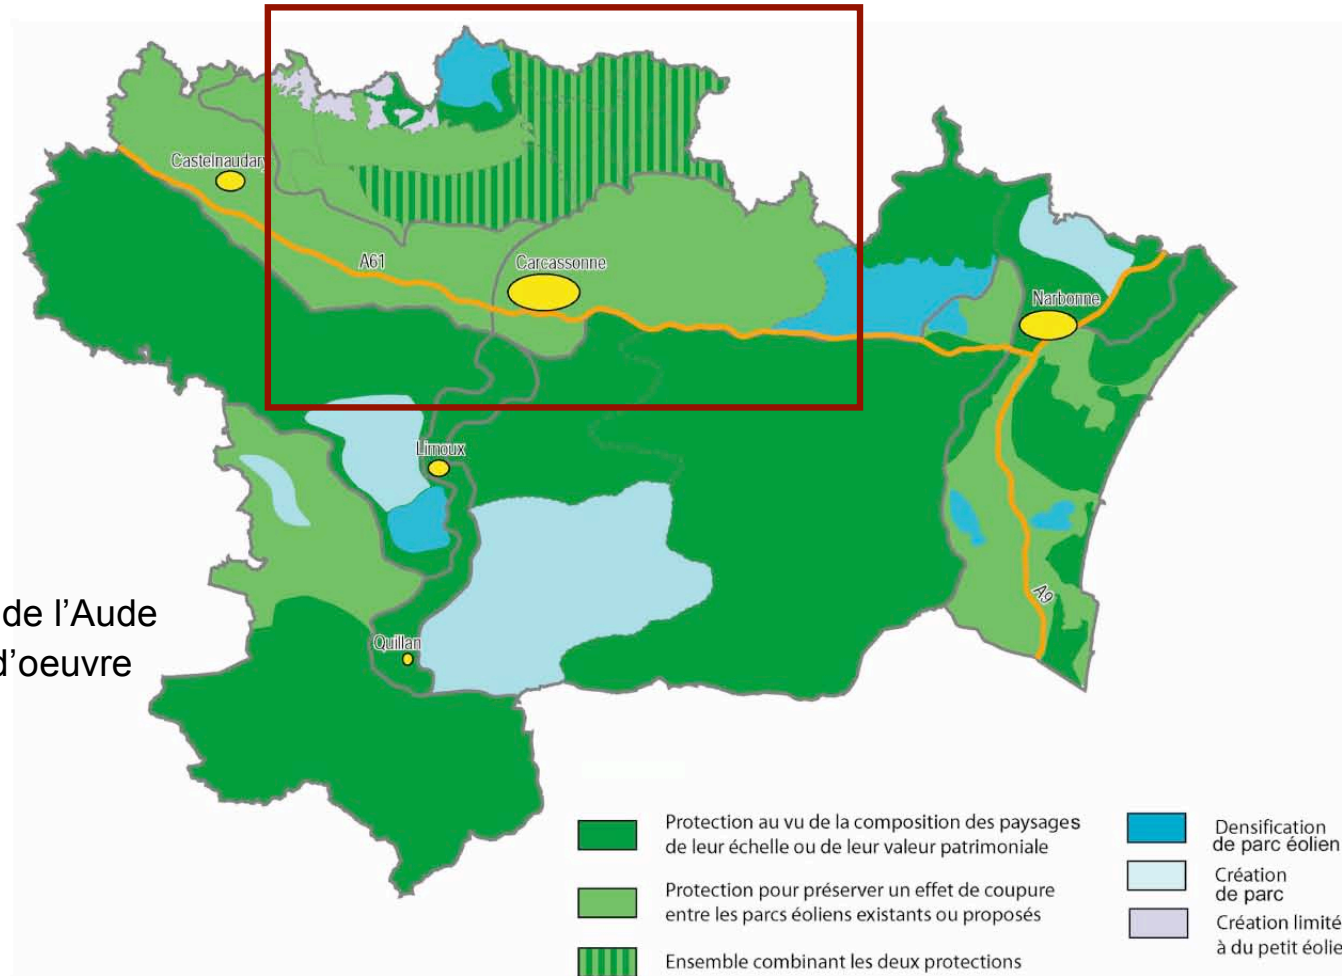 Castelnaudary
A61
Carcassonne
Narbonne
Limoux
A9
de l’Aude
d’oeuvre
Quillan
Protection au vu de la composition des paysages
de leur échelle ou de leur valeur patrimoniale
Protection pour préserver un effet de coupure
entre les parcs éoliens existants ou proposés
Ensemble combinant les deux protections
Densification
de parc éolien
Création
de parc
Création limité
à du petit éolie